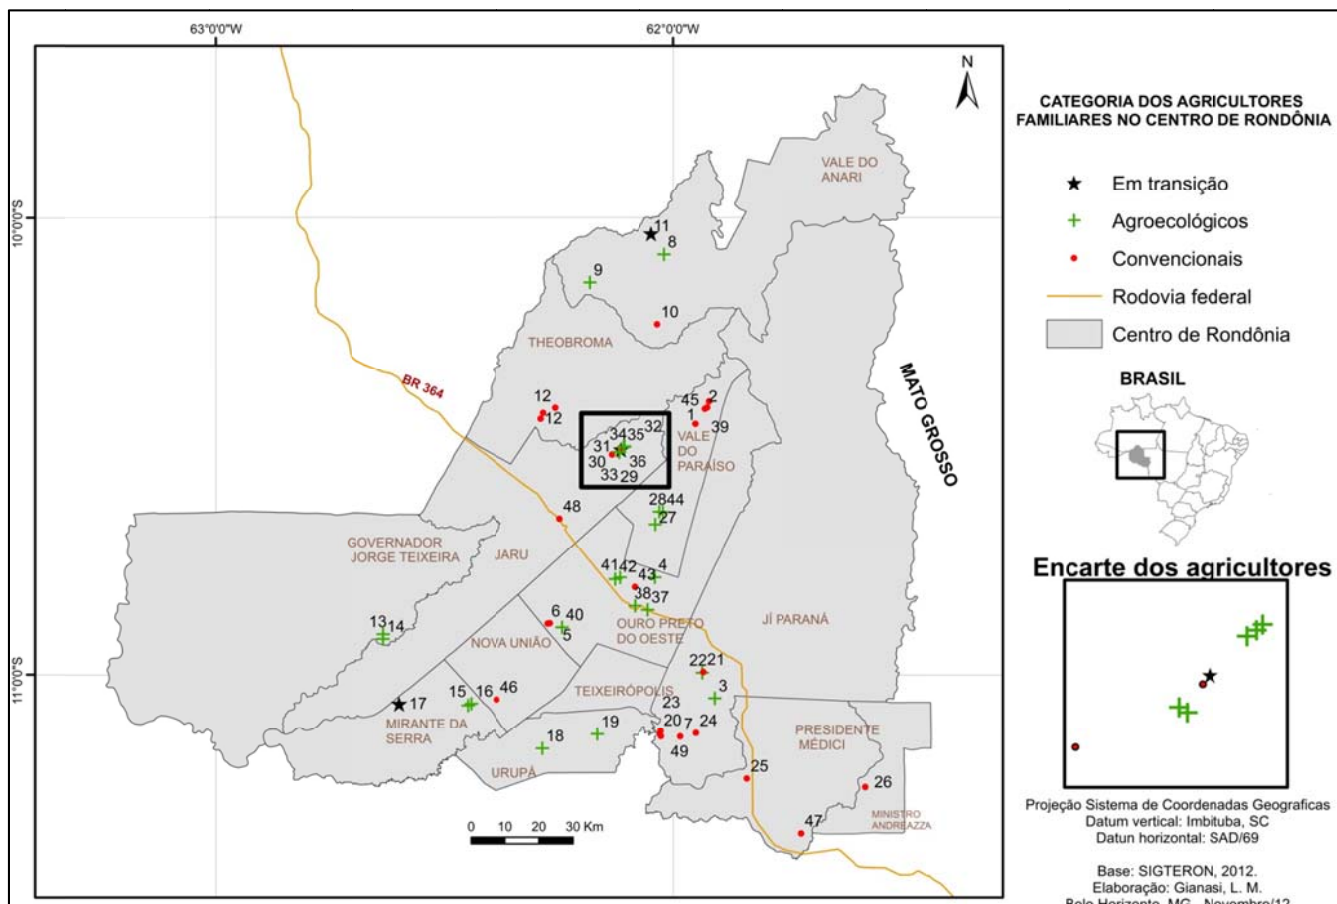 63°0'0"W
62°0'0"W
10°0'0"S
11°0'0"S
N
VALE DO
ANARI
11
8
9
10
THEOBROMA
BR 364
MATO GROSSO
12
12
45
2
1
39
32
34
35
31
30
36
33
29
VALE
DO
PARAÍSO
28
44
27
48
GOVERNADOR
JORGE TEIXEIRA
JARU
41
42
43
4
38
37
6
40
5
OURO PRETO
DO OESTE
JÍ PARANÁ
13
14
NOVA UNIÃO
22
21
TEIXEIRÓPOLIS
3
15
16
46
17
23
MIRANTE DA
SERRA
20
7
24
49
19
18
URUPÁ
PRESIDENTE
MÉDICI
25
26
47
MINISTRO
ANDREAZZA
0
10
20
30 Km
CATEGORIA DOS AGRICULTORES
FAMILIARES NO CENTRO DE RONDÔNIA
Em transição
Agroecológicos
Convencionais
Rodovia federal
Centro de Rondônia
BRASIL
Encarte dos agricultores
Projeção Sistema de Coordenadas Geograficas
Datum vertical: Imbituba, SC
Datun horizontal: SAD/69
Base: SIGTERON, 2012.
Elaboração: Gianasi, L. M.
Belo Horizonte, MG - Novembro/12